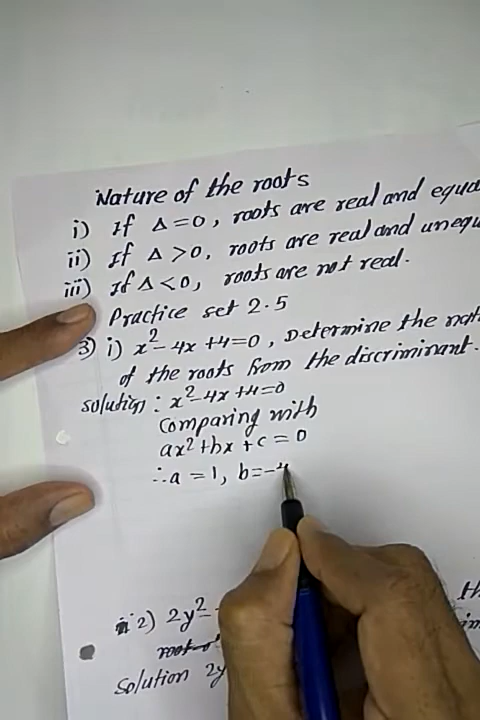 Nature of the roots
i) If Δ=0, roots are real and equa
ii) If Δ>0, roots are real and unequ
iii) If Δ<0, roots are not real.
Practice set 2.5
3) i) x²-4x+4=0, Determine the nat
of the roots from the discriminant.
solution: x²-4x+4=0
Comparing with
ax²+bx+c=0
∴a=1, b=-4
2) 2y²-
solution 2y